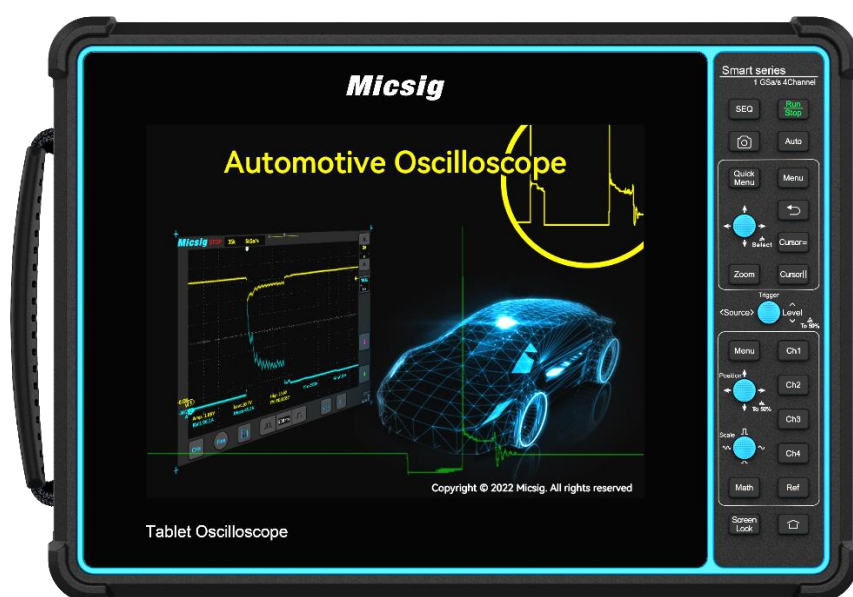 Micsig
Automotive Oscilloscope
Micsig STOP
Copyright © 2022 Micsig. All rights reserved
Tablet Oscilloscope
Smart series
1 GSa/s 4Channel
SEQ
Run
Stop
Auto
Quick
Menu
Menu
Select
Cursor=
Zoom
Cursor||
Trigger
<Source>
Level
To 50%
Menu
Ch1
Position
Ch2
To 50%
Ch3
Scale
Ch4
Math
Ref
Screen
Lock